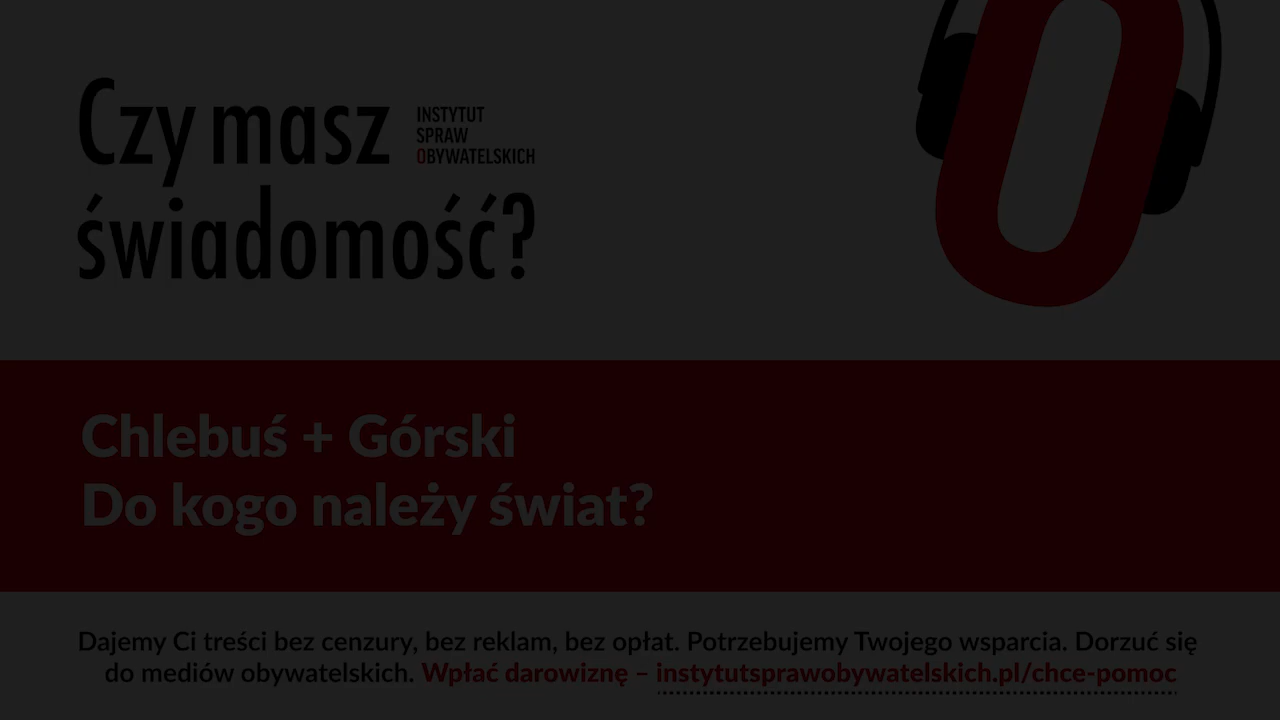 Czy masz
INSTYTUT
SPRAW
OBYWATELSKICH
świadomość?
Chlebuś + Górski
Do kogo należy świat?
Dajemy Ci treści bez cenzury, bez reklam, bez opłat. Potrzebujemy Twojego wsparcia. Dorzuć się
do mediów obywatelskich. Wpłać darowiznę – instytutsprawobywatelskich.pl/chce-pomoc